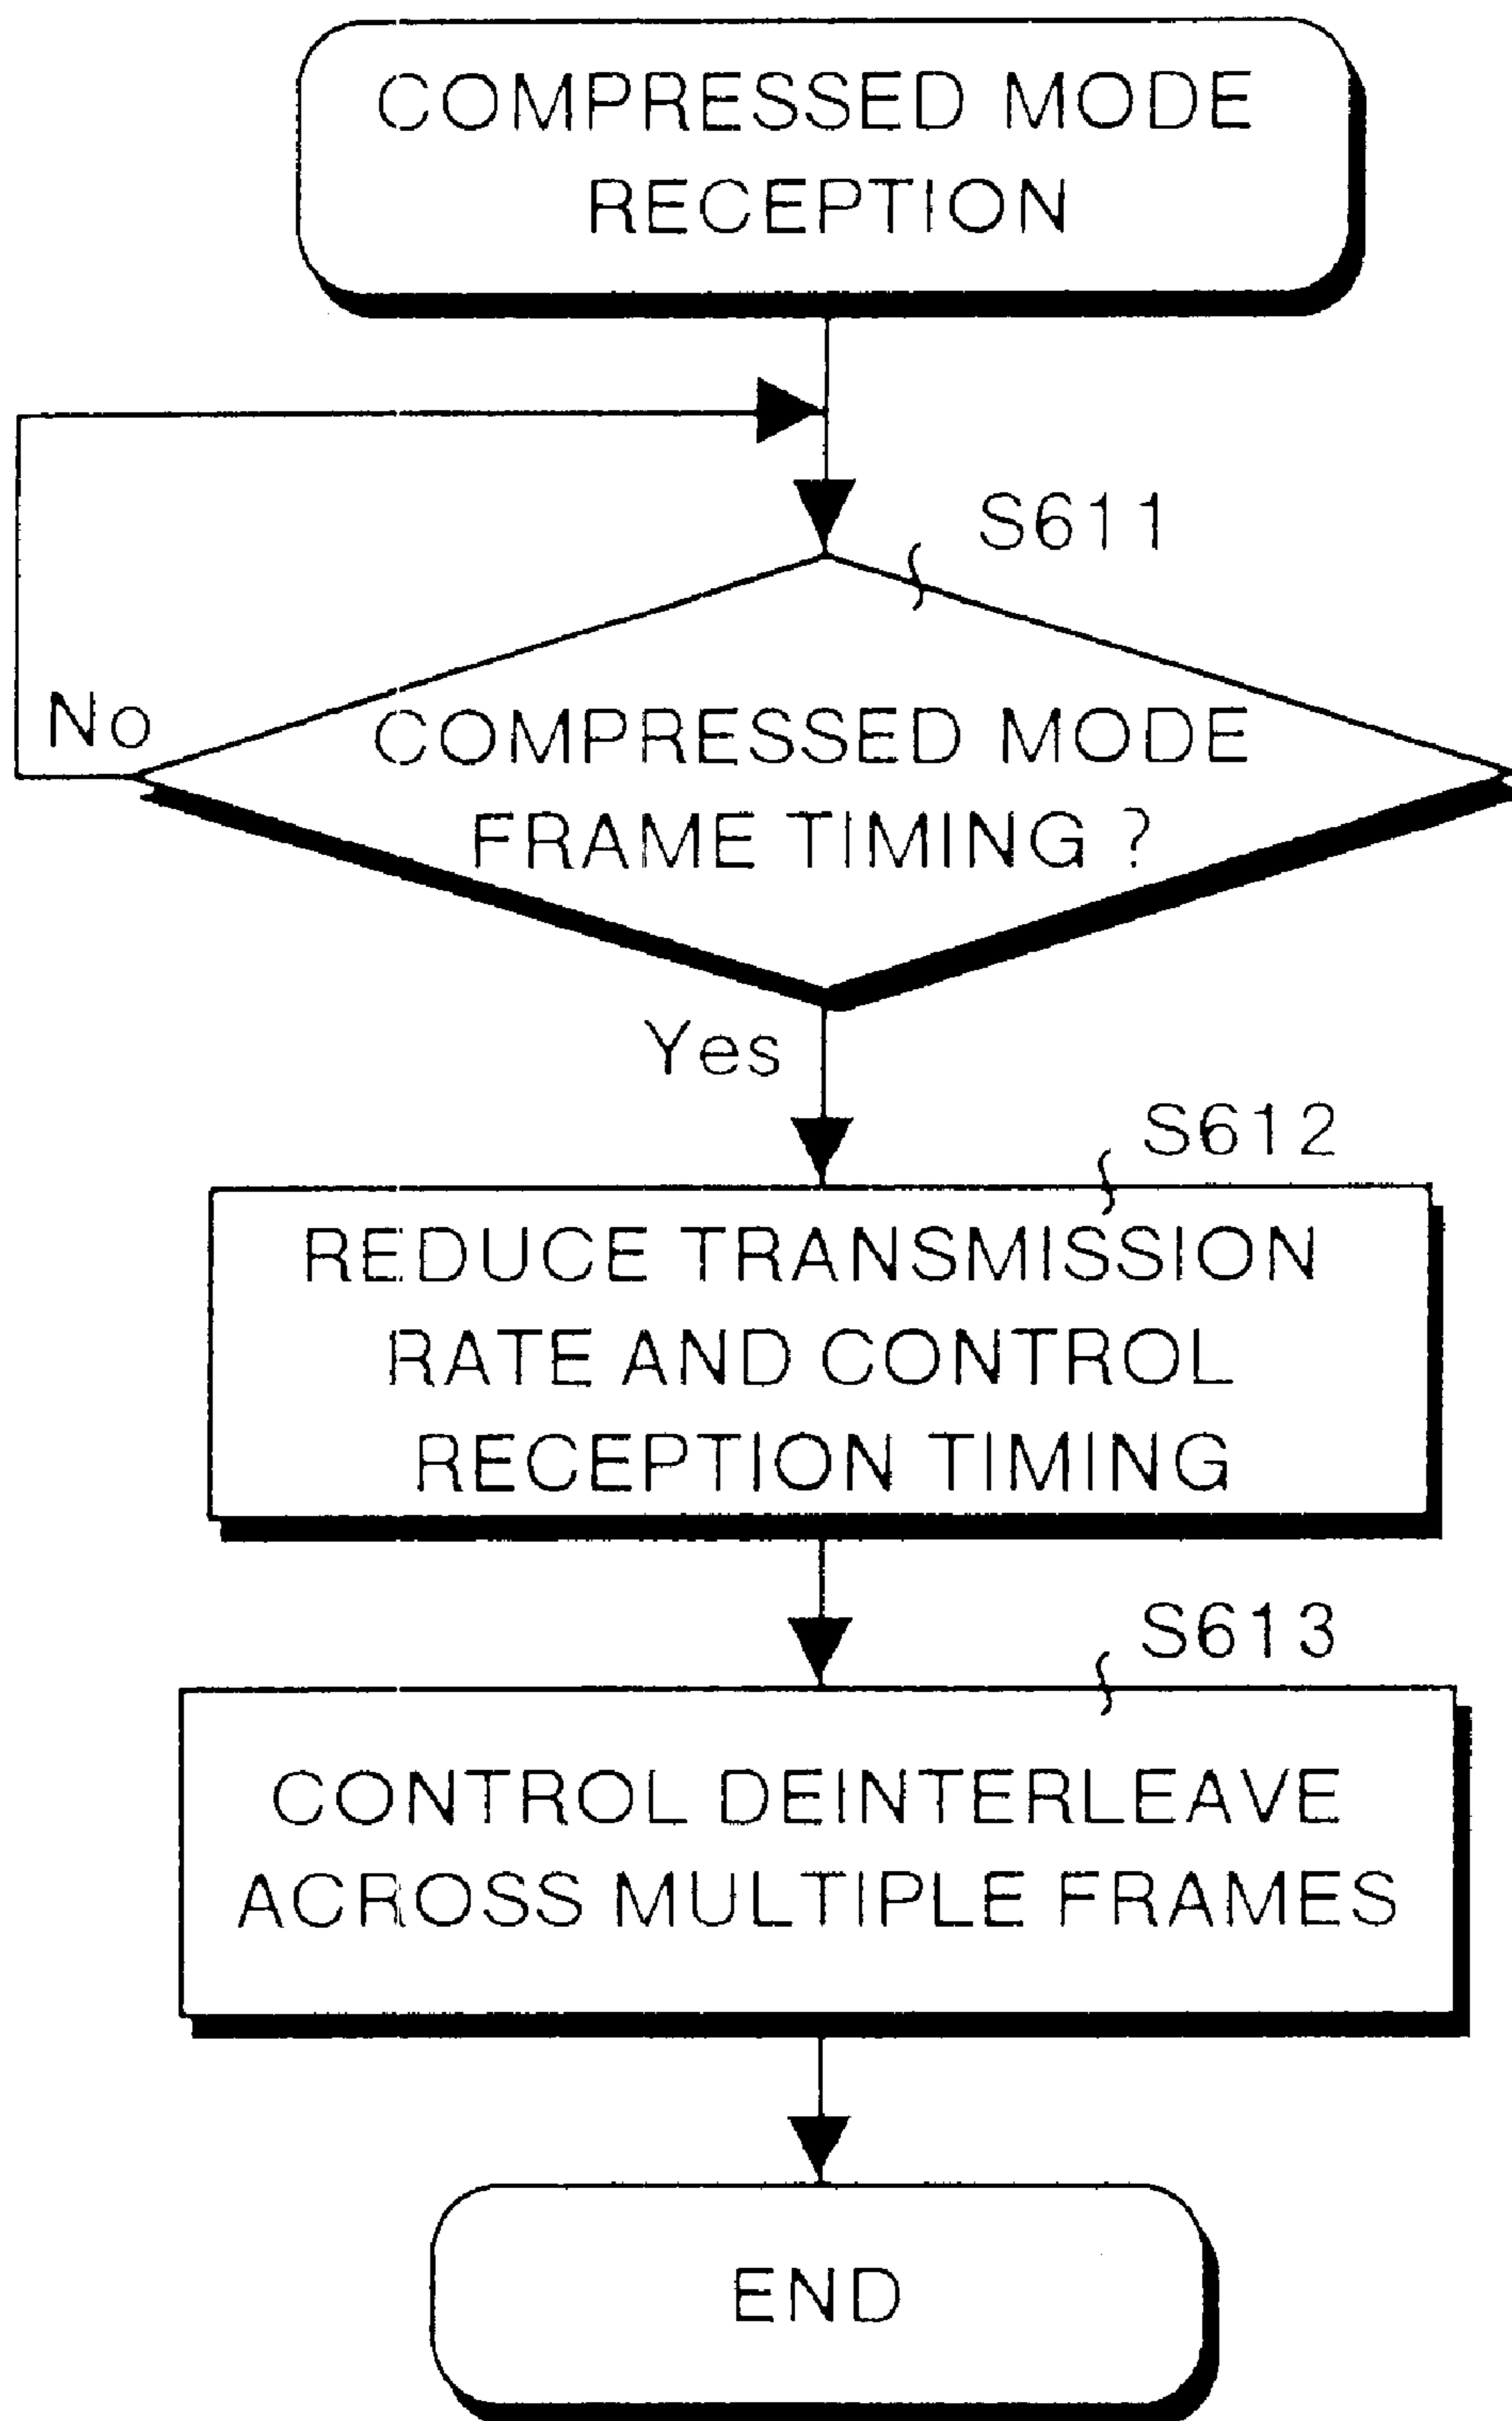 COMPRESSED MODE
RECEPTION
S611
No
COMPRESSED MODE
FRAME TIMING ?
Yes
S612
REDUCE TRANSMISSION
RATE AND CONTROL
RECEPTION TIMING
S613
CONTROL DEINTERLEAVE
ACROSS MULTIPLE FRAMES
END